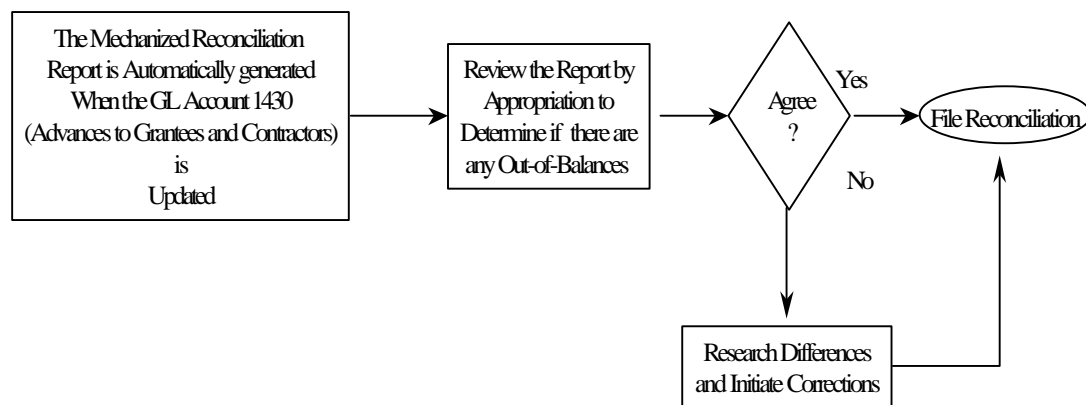 The Mechanized Reconciliation
Report is Automatically generated
When the GL Account 1430
(Advances to Grantees and Contractors)
is
Updated
Review the Report by
Appropriation to
Determine if there are
any Out-of-Balances
Agree
?
Yes
No
File Reconciliation
Research Differences
and Initiate Corrections